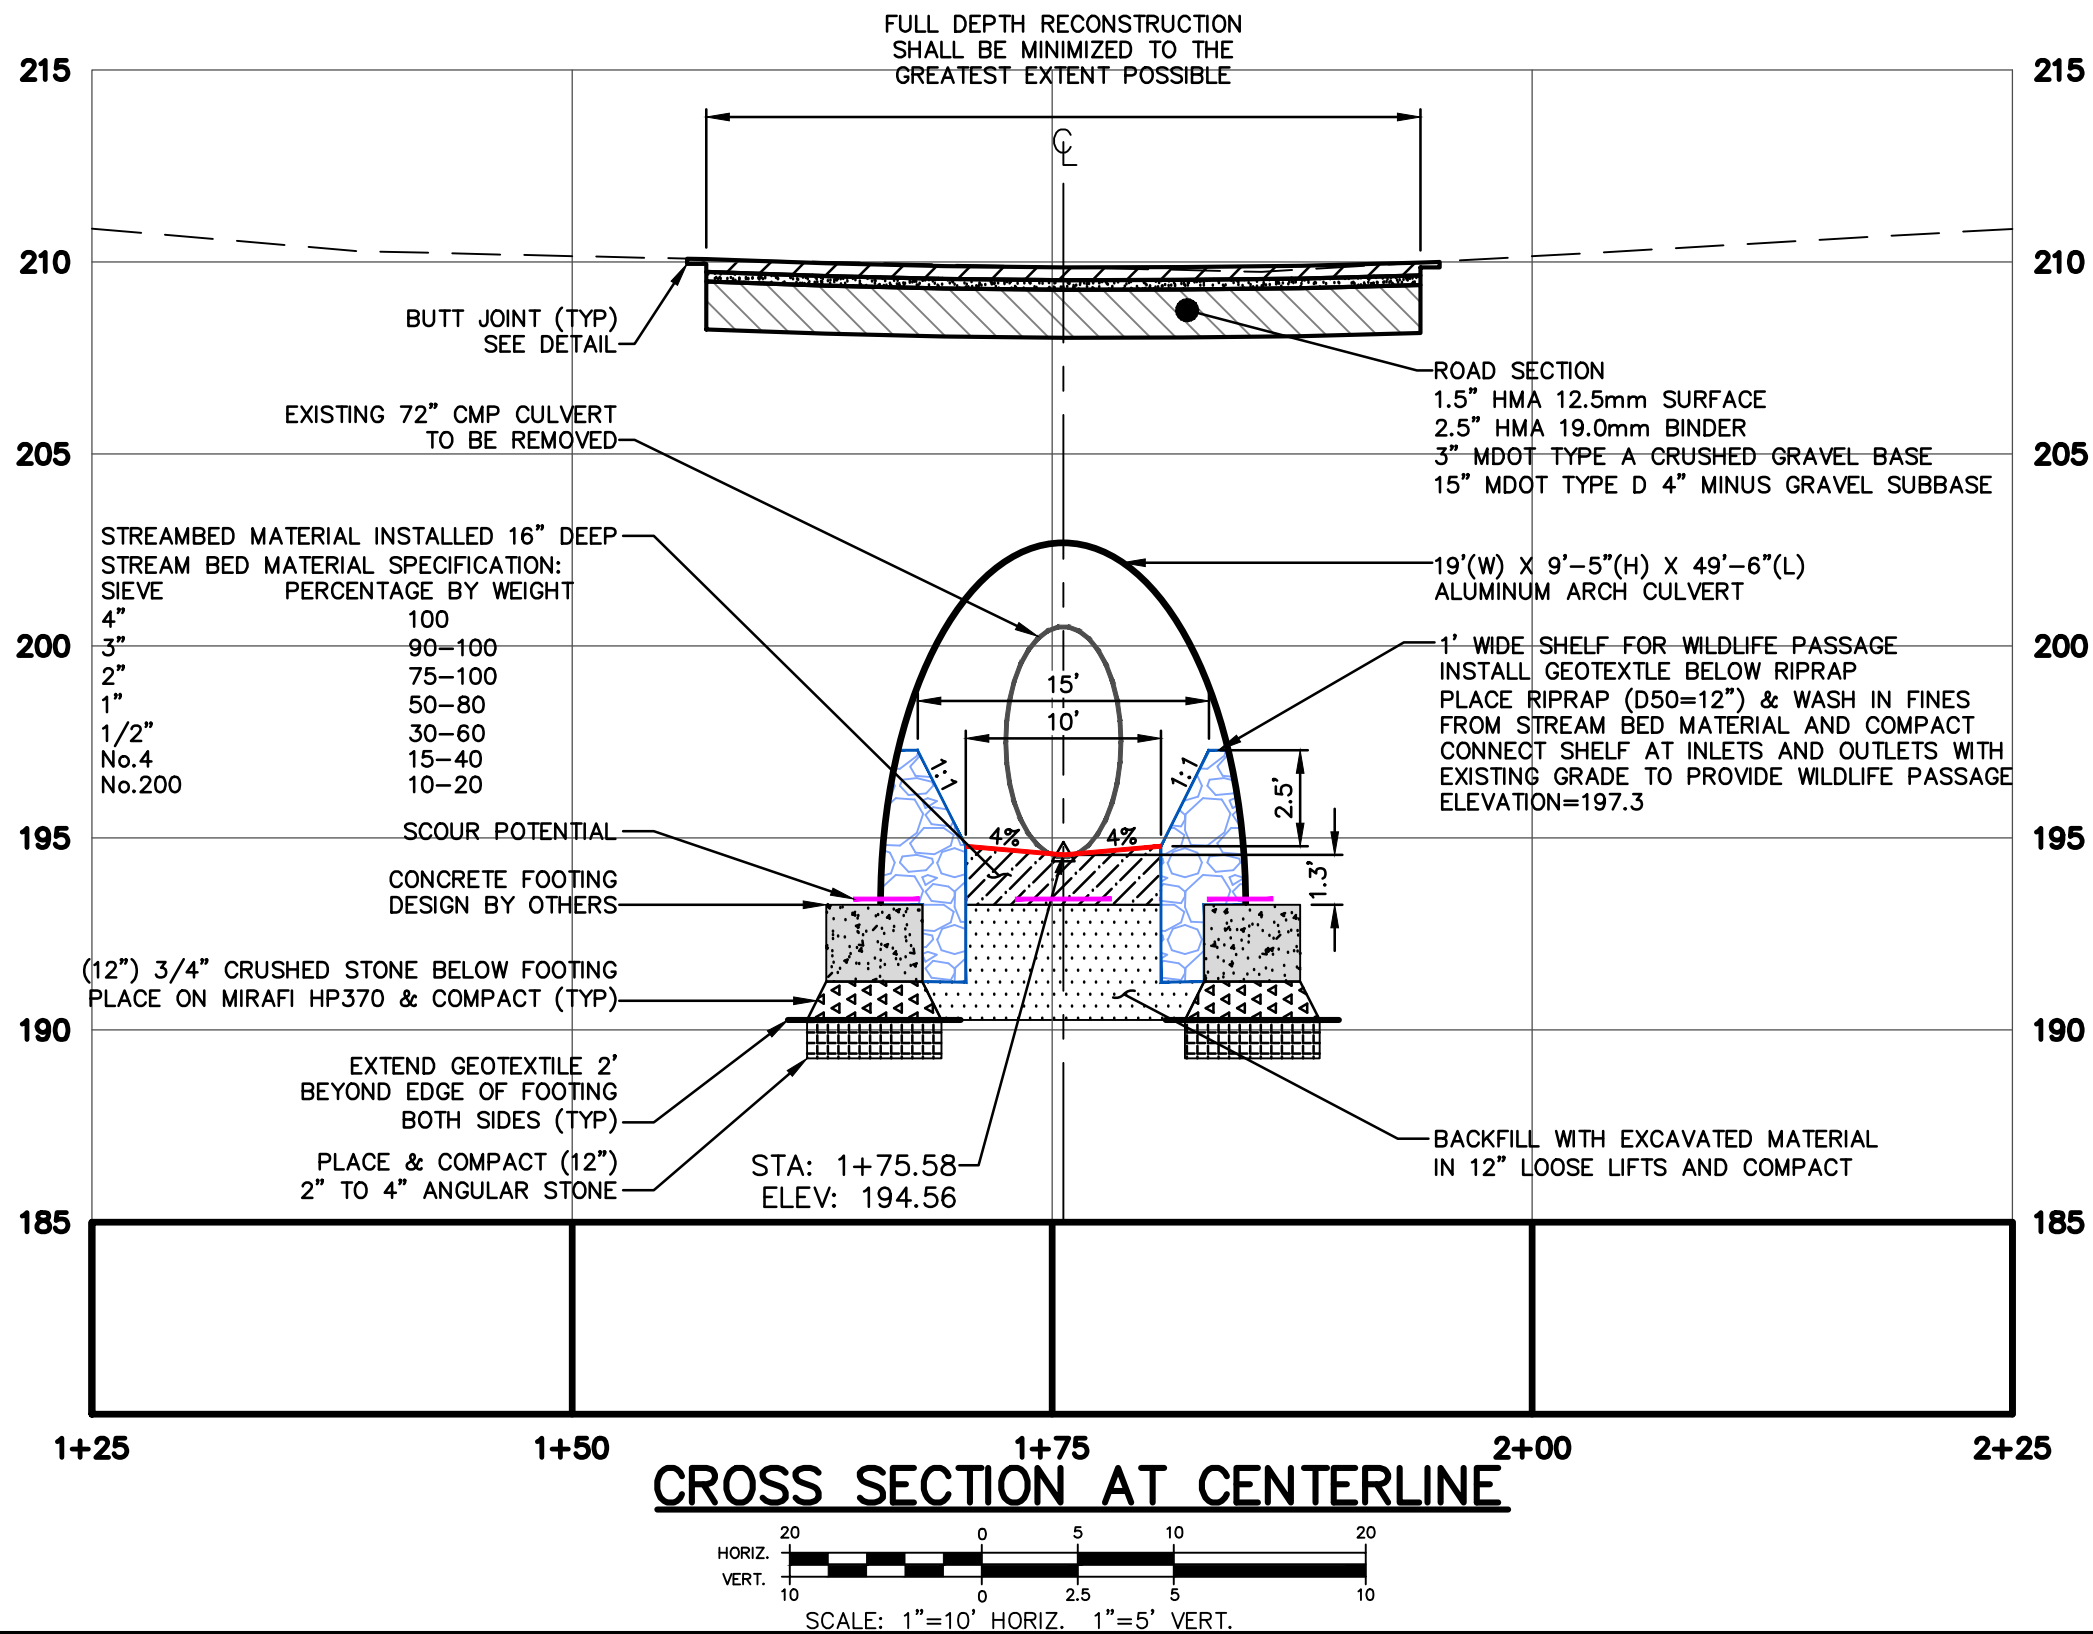 FULL DEPTH RECONSTRUCTION
SHALL BE MINIMIZED TO THE
GREATEST EXTENT POSSIBLE
215
215
℄
210
210
BUTT JOINT (TYP)
SEE DETAIL
ROAD SECTION
1.5" HMA 12.5mm SURFACE
2.5" HMA 19.0mm BINDER
3" MDOT TYPE A CRUSHED GRAVEL BASE
15" MDOT TYPE D 4" MINUS GRAVEL SUBBASE
EXISTING 72" CMP CULVERT
TO BE REMOVED
205
205
STREAMBED MATERIAL INSTALLED 16" DEEP
STREAM BED MATERIAL SPECIFICATION:
SIEVE PERCENTAGE BY WEIGHT
4" 100
3" 90-100
2" 75-100
1" 50-80
1/2" 30-60
No.4 15-40
No.200 10-20
19'(W) X 9'-5"(H) X 49'-6"(L)
ALUMINUM ARCH CULVERT
200
200
1' WIDE SHELF FOR WILDLIFE PASSAGE
INSTALL GEOTEXTLE BELOW RIPRAP
PLACE RIPRAP (D50=12") & WASH IN FINES
FROM STREAM BED MATERIAL AND COMPACT
CONNECT SHELF AT INLETS AND OUTLETS WITH
EXISTING GRADE TO PROVIDE WILDLIFE PASSAGE
ELEVATION=197.3
15'
10'
1:1
1:1
2.5'
4%
4%
1.3'
195
195
SCOUR POTENTIAL
CONCRETE FOOTING
DESIGN BY OTHERS
(12") 3/4" CRUSHED STONE BELOW FOOTING
PLACE ON MIRAFI HP370 & COMPACT (TYP)
190
190
EXTEND GEOTEXTILE 2'
BEYOND EDGE OF FOOTING
BOTH SIDES (TYP)
PLACE & COMPACT (12")
2" TO 4" ANGULAR STONE
STA: 1+75.58
ELEV: 194.56
BACKFILL WITH EXCAVATED MATERIAL
IN 12" LOOSE LIFTS AND COMPACT
185
185
1+25 1+50 1+75 2+00 2+25
CROSS SECTION AT CENTERLINE
20 0 5 10 20
HORIZ.
VERT.
10 0 2.5 5 10
SCALE: 1"=10' HORIZ. 1"=5' VERT.